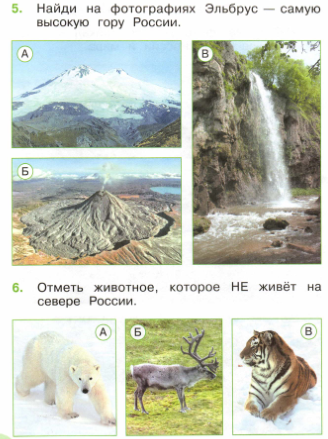 5. Найди на фотографиях Эльбрус — самую
высокую гору России.
А
В
Б
6. Отметь животное, которое НЕ живёт на
севере России.
А
Б
В